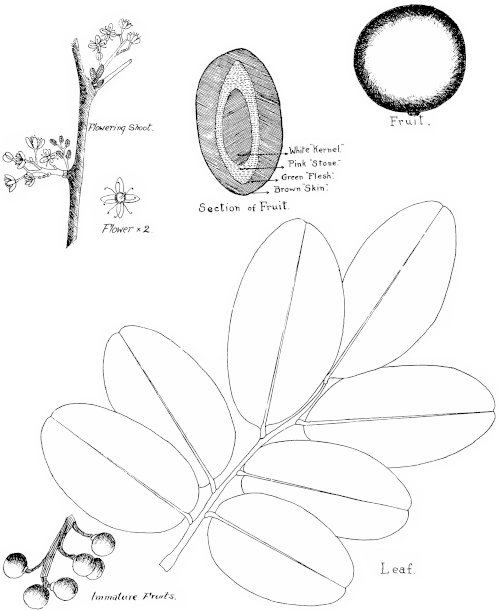 Flowering Shoot.
Fruit.
White "Kernel."
Pink "Stone."
Green "Flesh".
Brown "Skin".
Section of Fruit.
Flower × 2.
Leaf.
Immature Fruits.